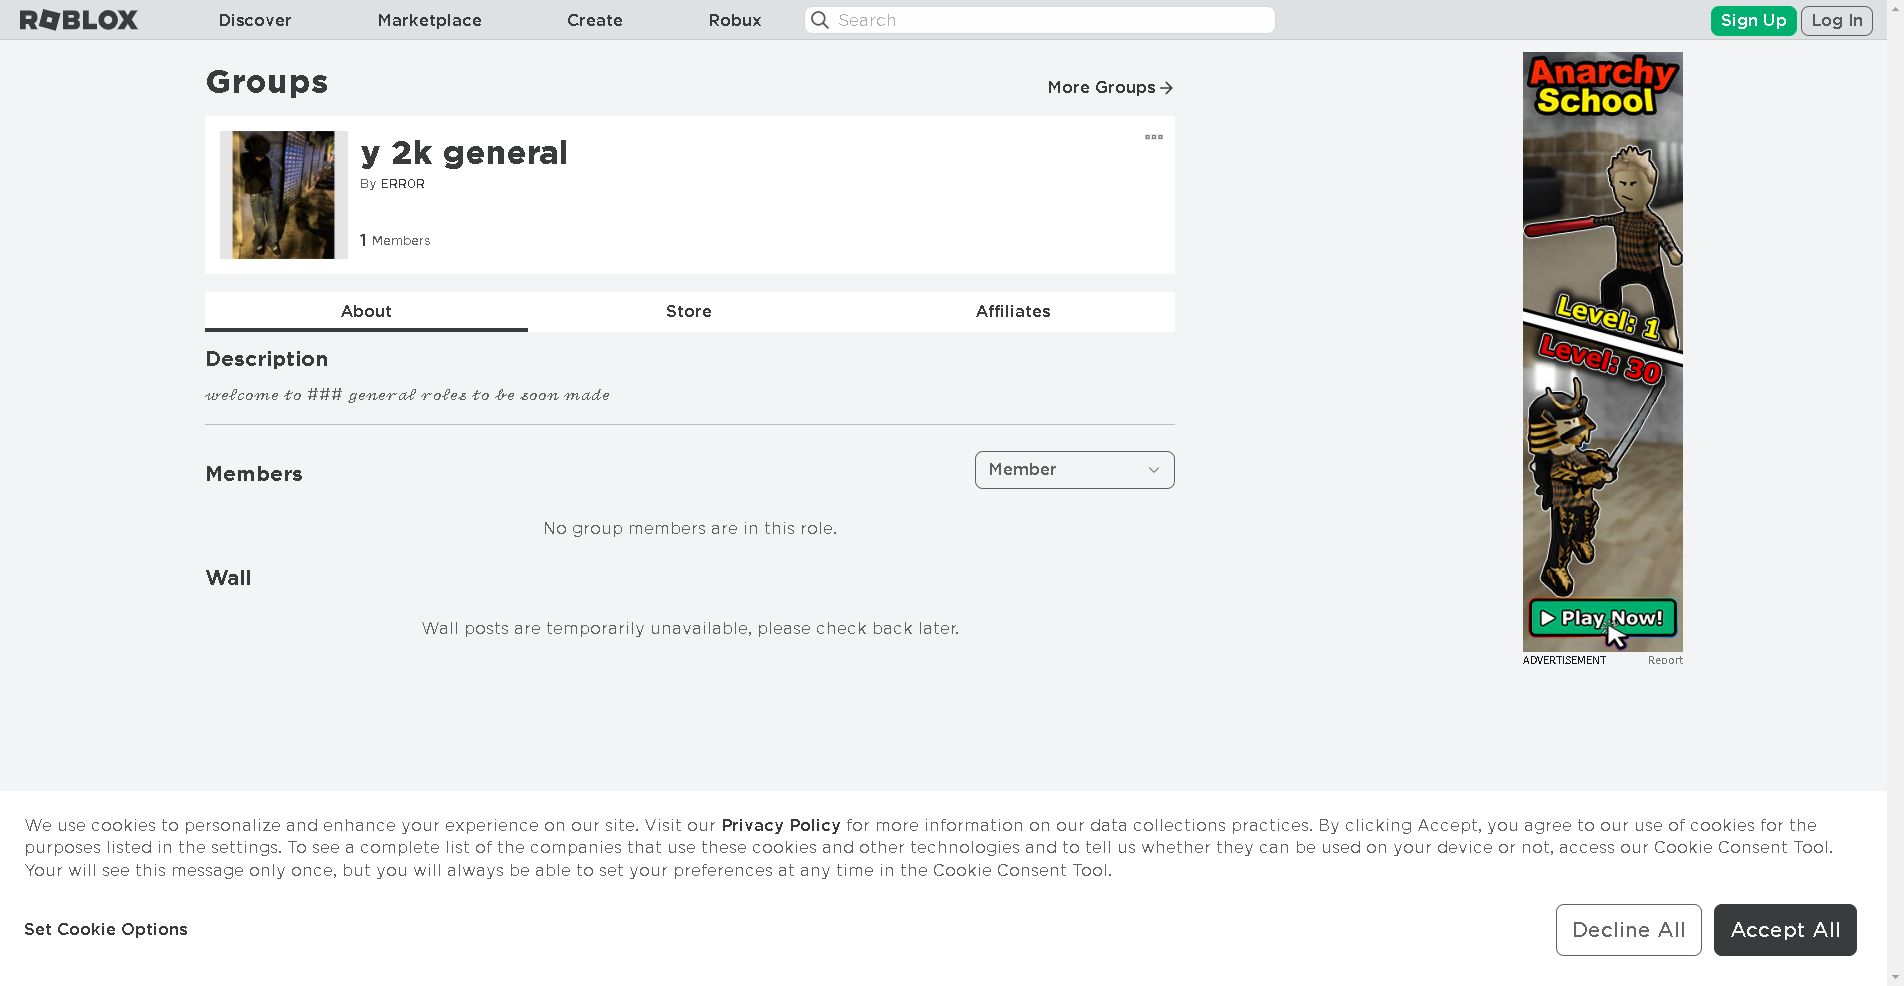 ROBLOX
Discover
Marketplace
Create
Robux
Search
Sign Up
Log In
Groups
More Groups
y 2k general
By ERROR
1 Members
About
Store
Affiliates
Description
𝓌ℯ𝓁𝒸ℴ𝓂ℯ 𝓉ℴ ### ℊℯ𝓃ℯ𝓇𝒶𝓁 𝓇ℴ𝓁ℯ𝓈 𝓉ℴ 𝒷ℯ 𝓈ℴℴ𝓃 𝓂𝒶𝒹ℯ
Members
Member
No group members are in this role.
Wall
Wall posts are temporarily unavailable, please check back later.
Anarchy
School
Level: 1
Level: 30
Play Now!
ADVERTISEMENT
Report
We use cookies to personalize and enhance your experience on our site. Visit our Privacy Policy for more information on our data collections practices. By clicking Accept, you agree to our use of cookies for the
purposes listed in the settings. To see a complete list of the companies that use these cookies and other technologies and to tell us whether they can be used on your device or not, access our Cookie Consent Tool.
Your will see this message only once, but you will always be able to set your preferences at any time in the Cookie Consent Tool.
Set Cookie Options
Decline All
Accept All